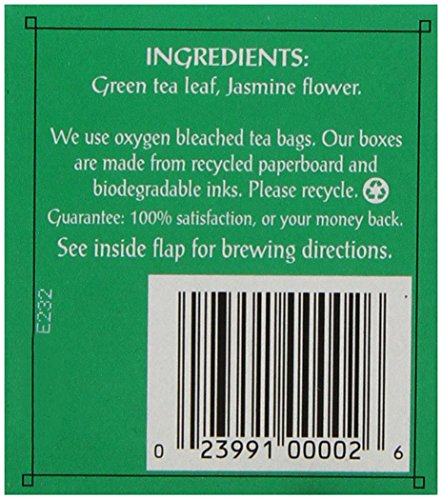 INGREDIENTS:
Green tea leaf, Jasmine flower.
We use oxygen bleached tea bags. Our boxes
are made from recycled paperboard and
biodegradable inks. Please recycle.
Guarantee: 100% satisfaction, or your money back.
See inside flap for brewing directions.
E232
0 23991 00002 6